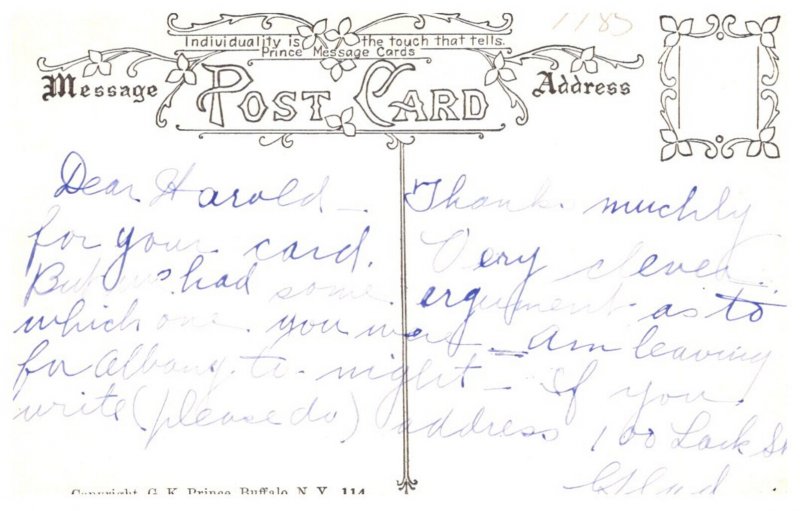 1185
Individuality is the touch that tells.
Prince Message Cards
Message
POST CARD
Address
Dear Harold – Thanks muchly
for your card. Very clever.
But we had some ergument as to
which one you was – Am leaving
for Albany to-night – If you
write (please do) address 100 Lark St
Copyright G. K. Prince Buffalo, N. Y. 114